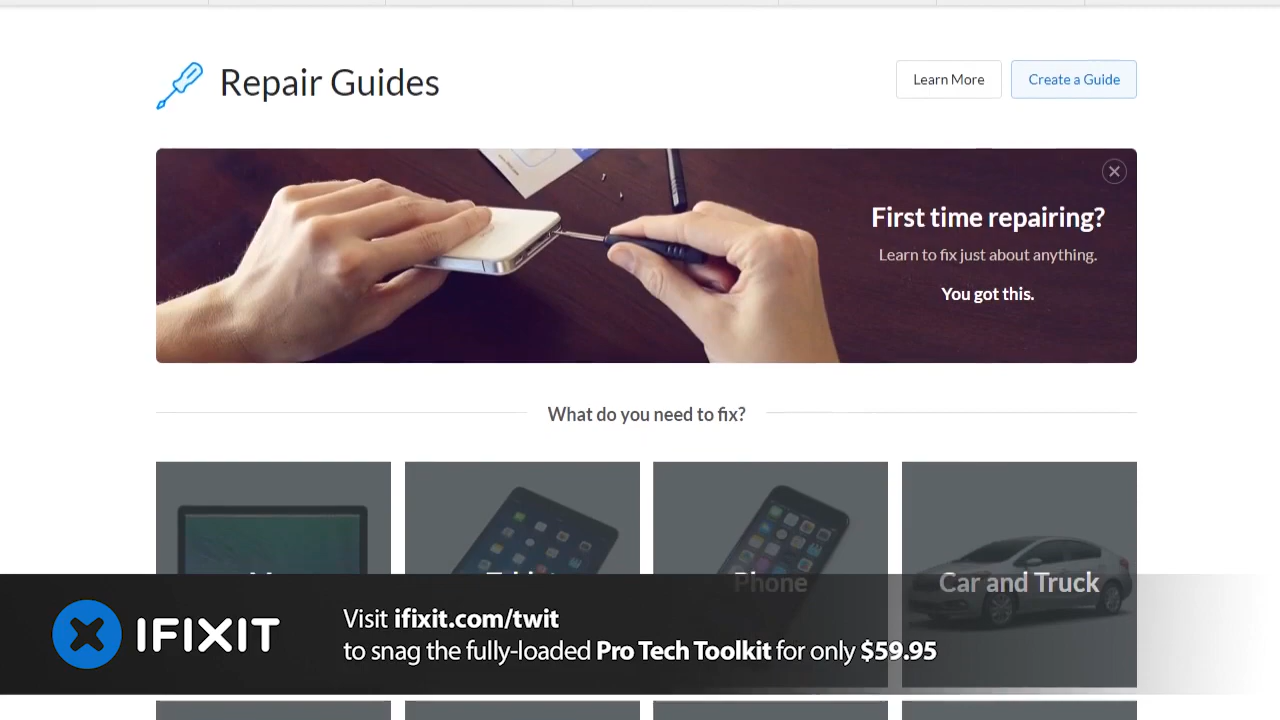 Repair Guides
Learn More
Create a Guide
First time repairing?
Learn to fix just about anything.
You got this.
What do you need to fix?
Phone
Car and Truck
IFIXIT
Visit ifixit.com/twit
to snag the fully-loaded Pro Tech Toolkit for only $59.95